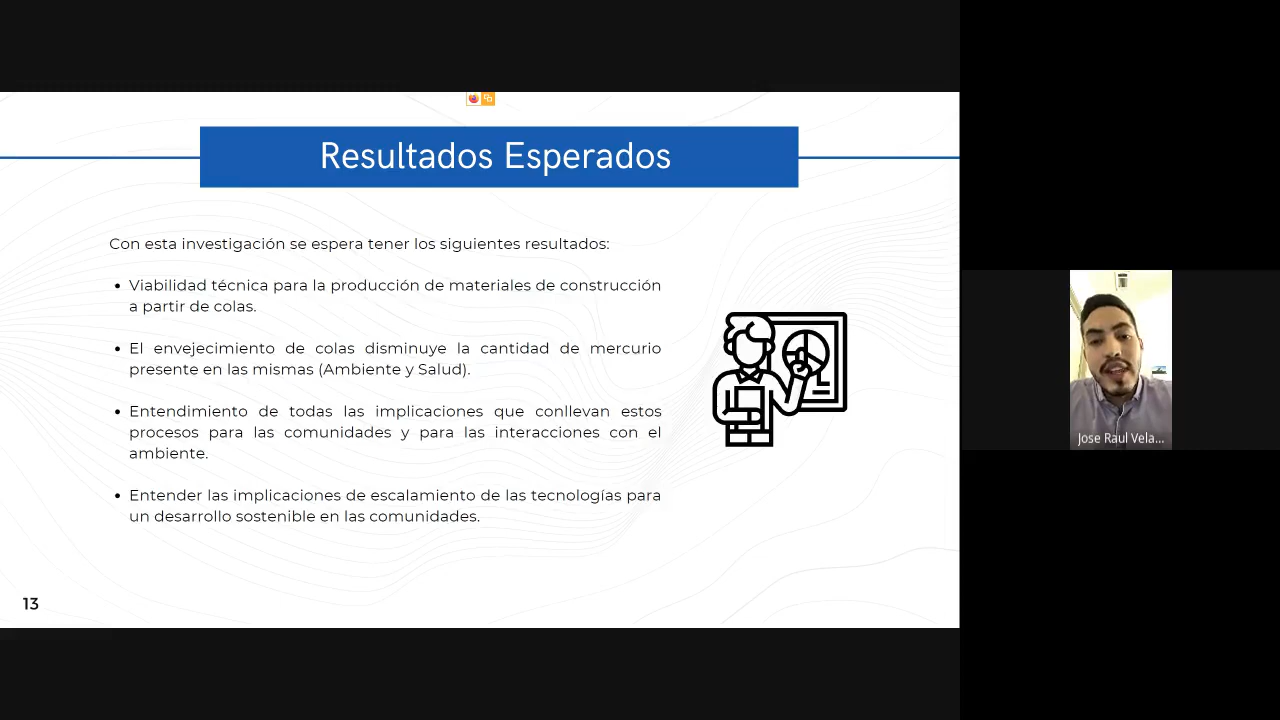 Resultados Esperados
Con esta investigación se espera tener los siguientes resultados:
• Viabilidad técnica para la producción de materiales de construcción
a partir de colas.
• El envejecimiento de colas disminuye la cantidad de mercurio
presente en las mismas (Ambiente y Salud).
• Entendimiento de todas las implicaciones que conllevan estos
procesos para las comunidades y para las interacciones con el
ambiente.
• Entender las implicaciones de escalamiento de las tecnologías para
un desarrollo sostenible en las comunidades.
13
Jose Raul Vela...